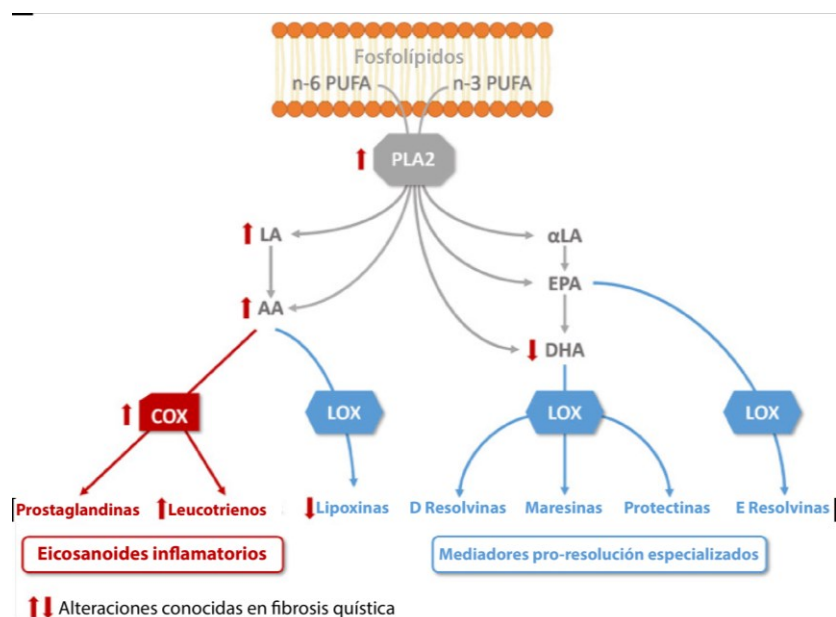 Fosfolípidos
n-6 PUFA n-3 PUFA
PLA2
LA αLA
EPA
AA
DHA
COX LOX LOX LOX
Prostaglandinas Leucotrienos Lipoxinas D Resolvinas Maresinas Protectinas E Resolvinas
Eicosanoides inflamatorios Mediadores pro-resolución especializados
Alteraciones conocidas en fibrosis quística